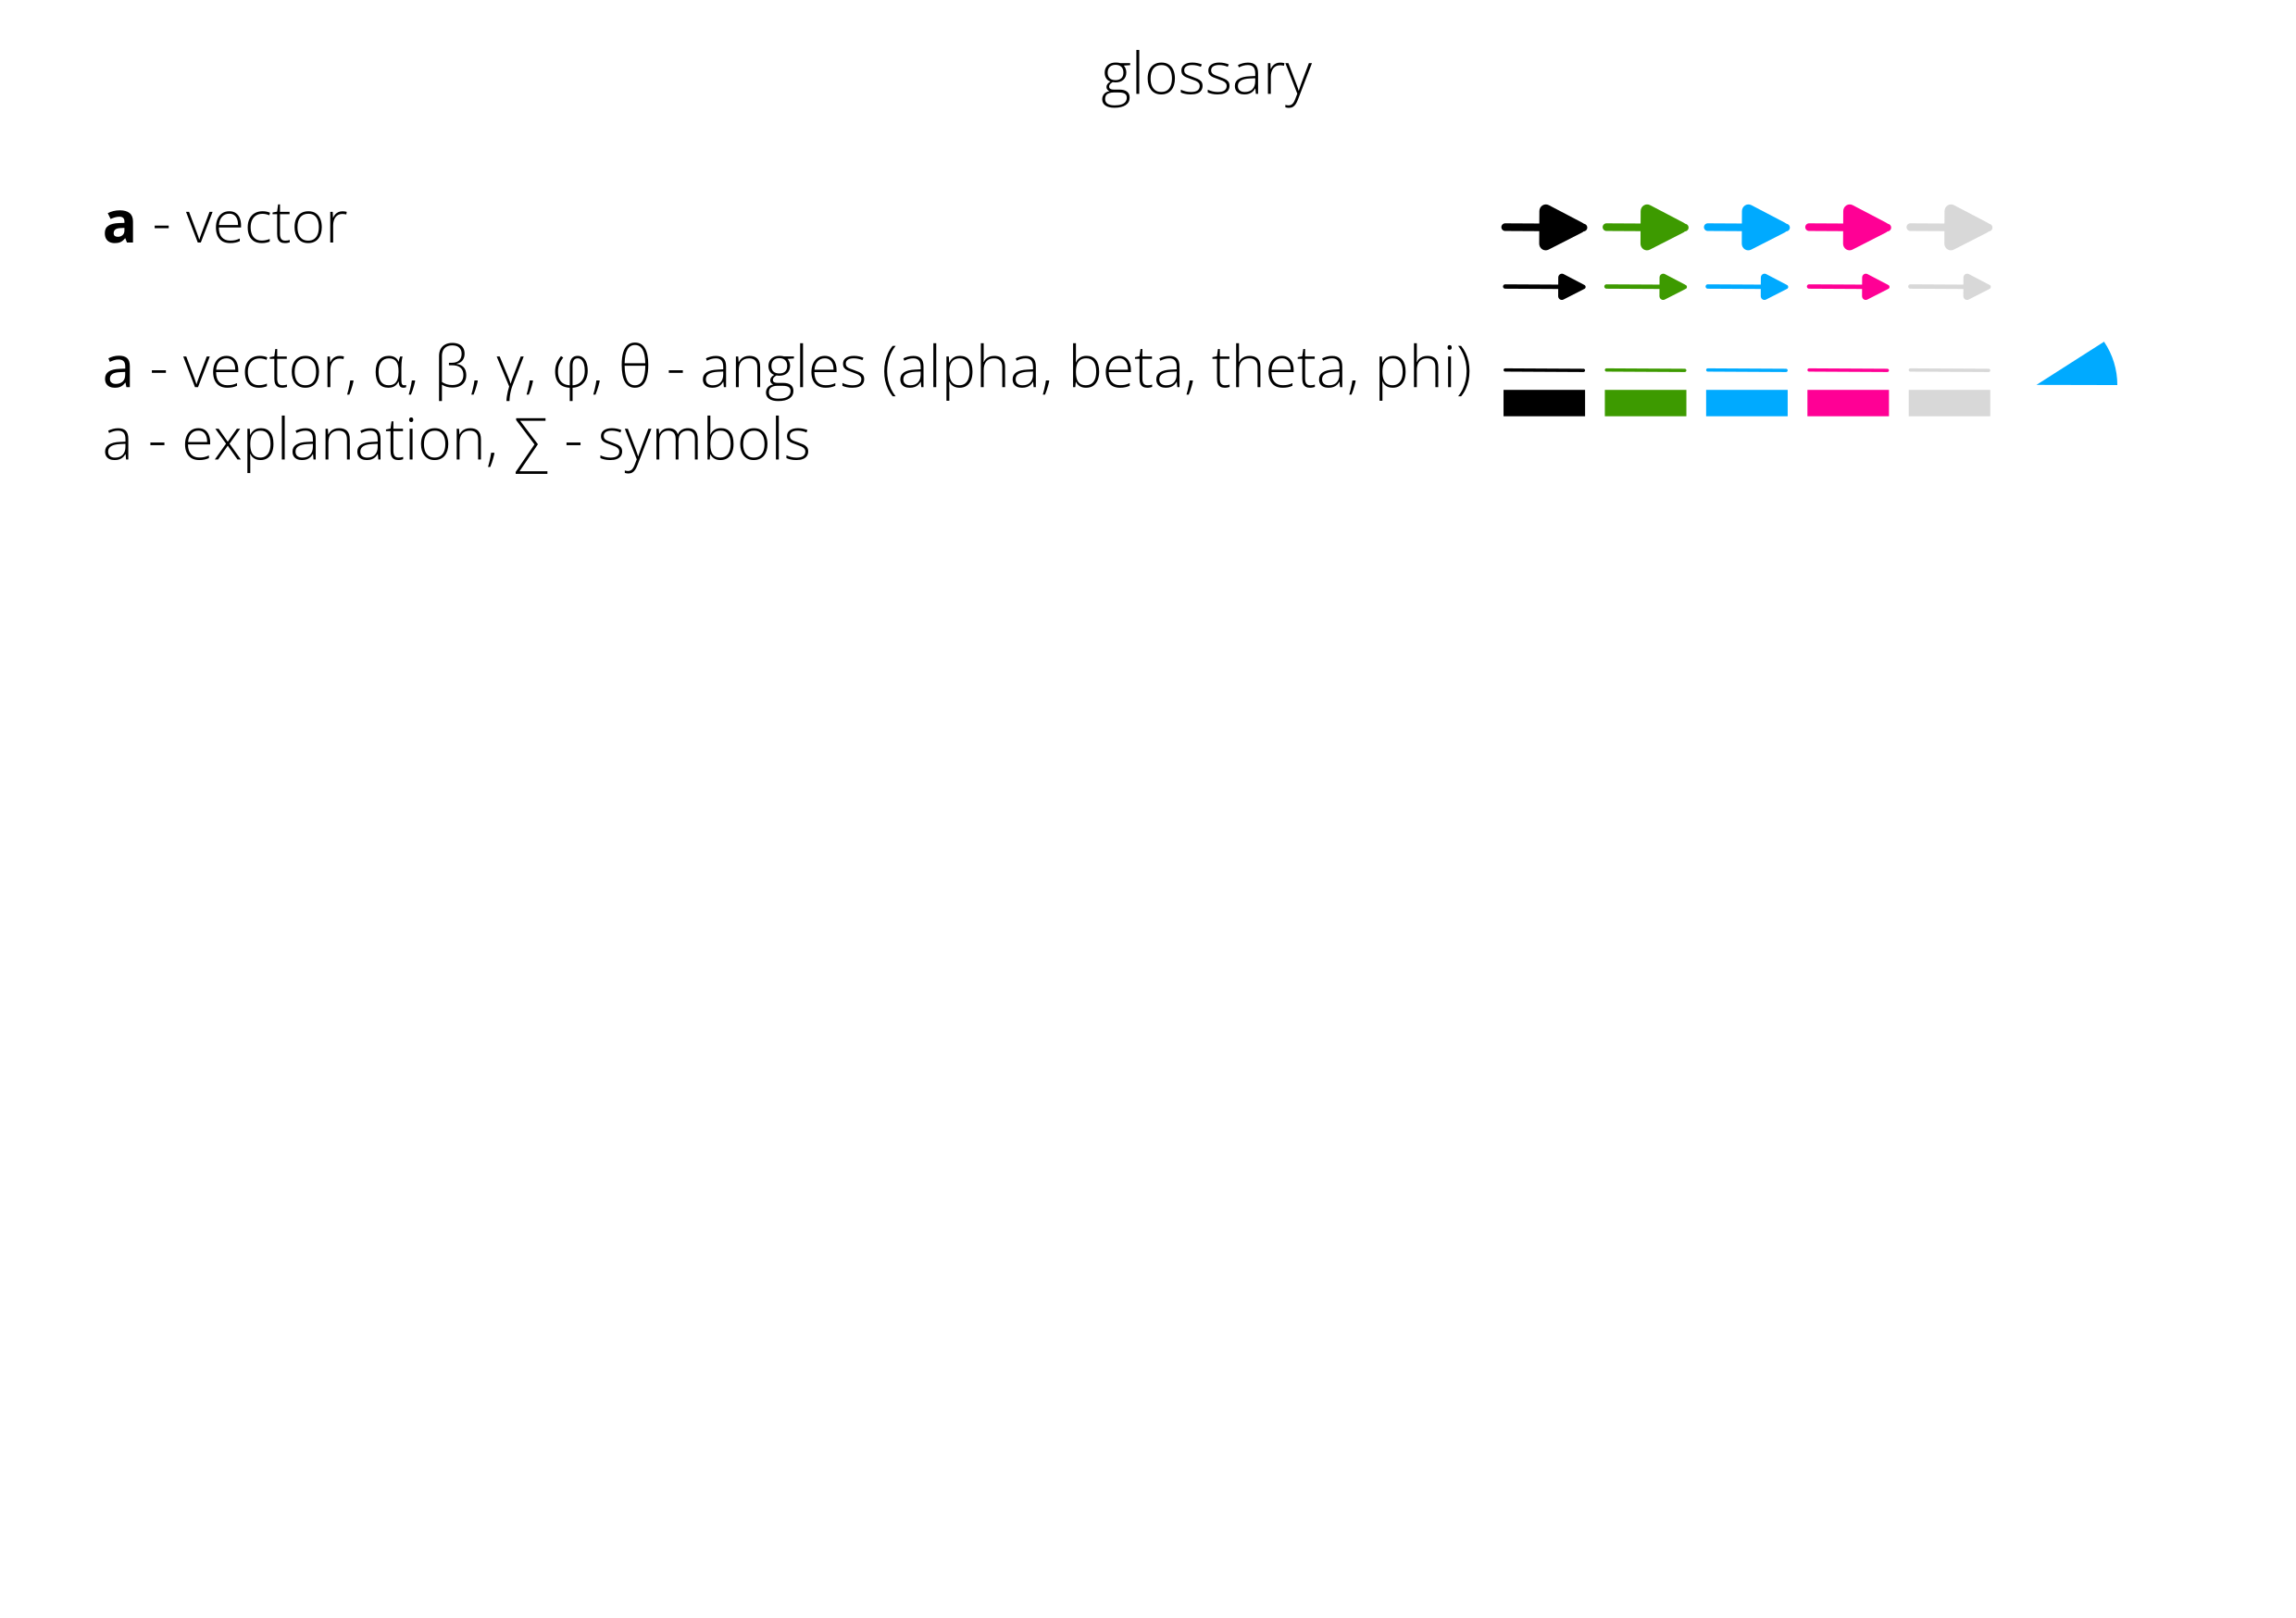 glossary
a - vector
a - vector, α, β, γ, φ, θ - angles (alpha, beta, theta, phi)
a - explanation, ∑ - symbols